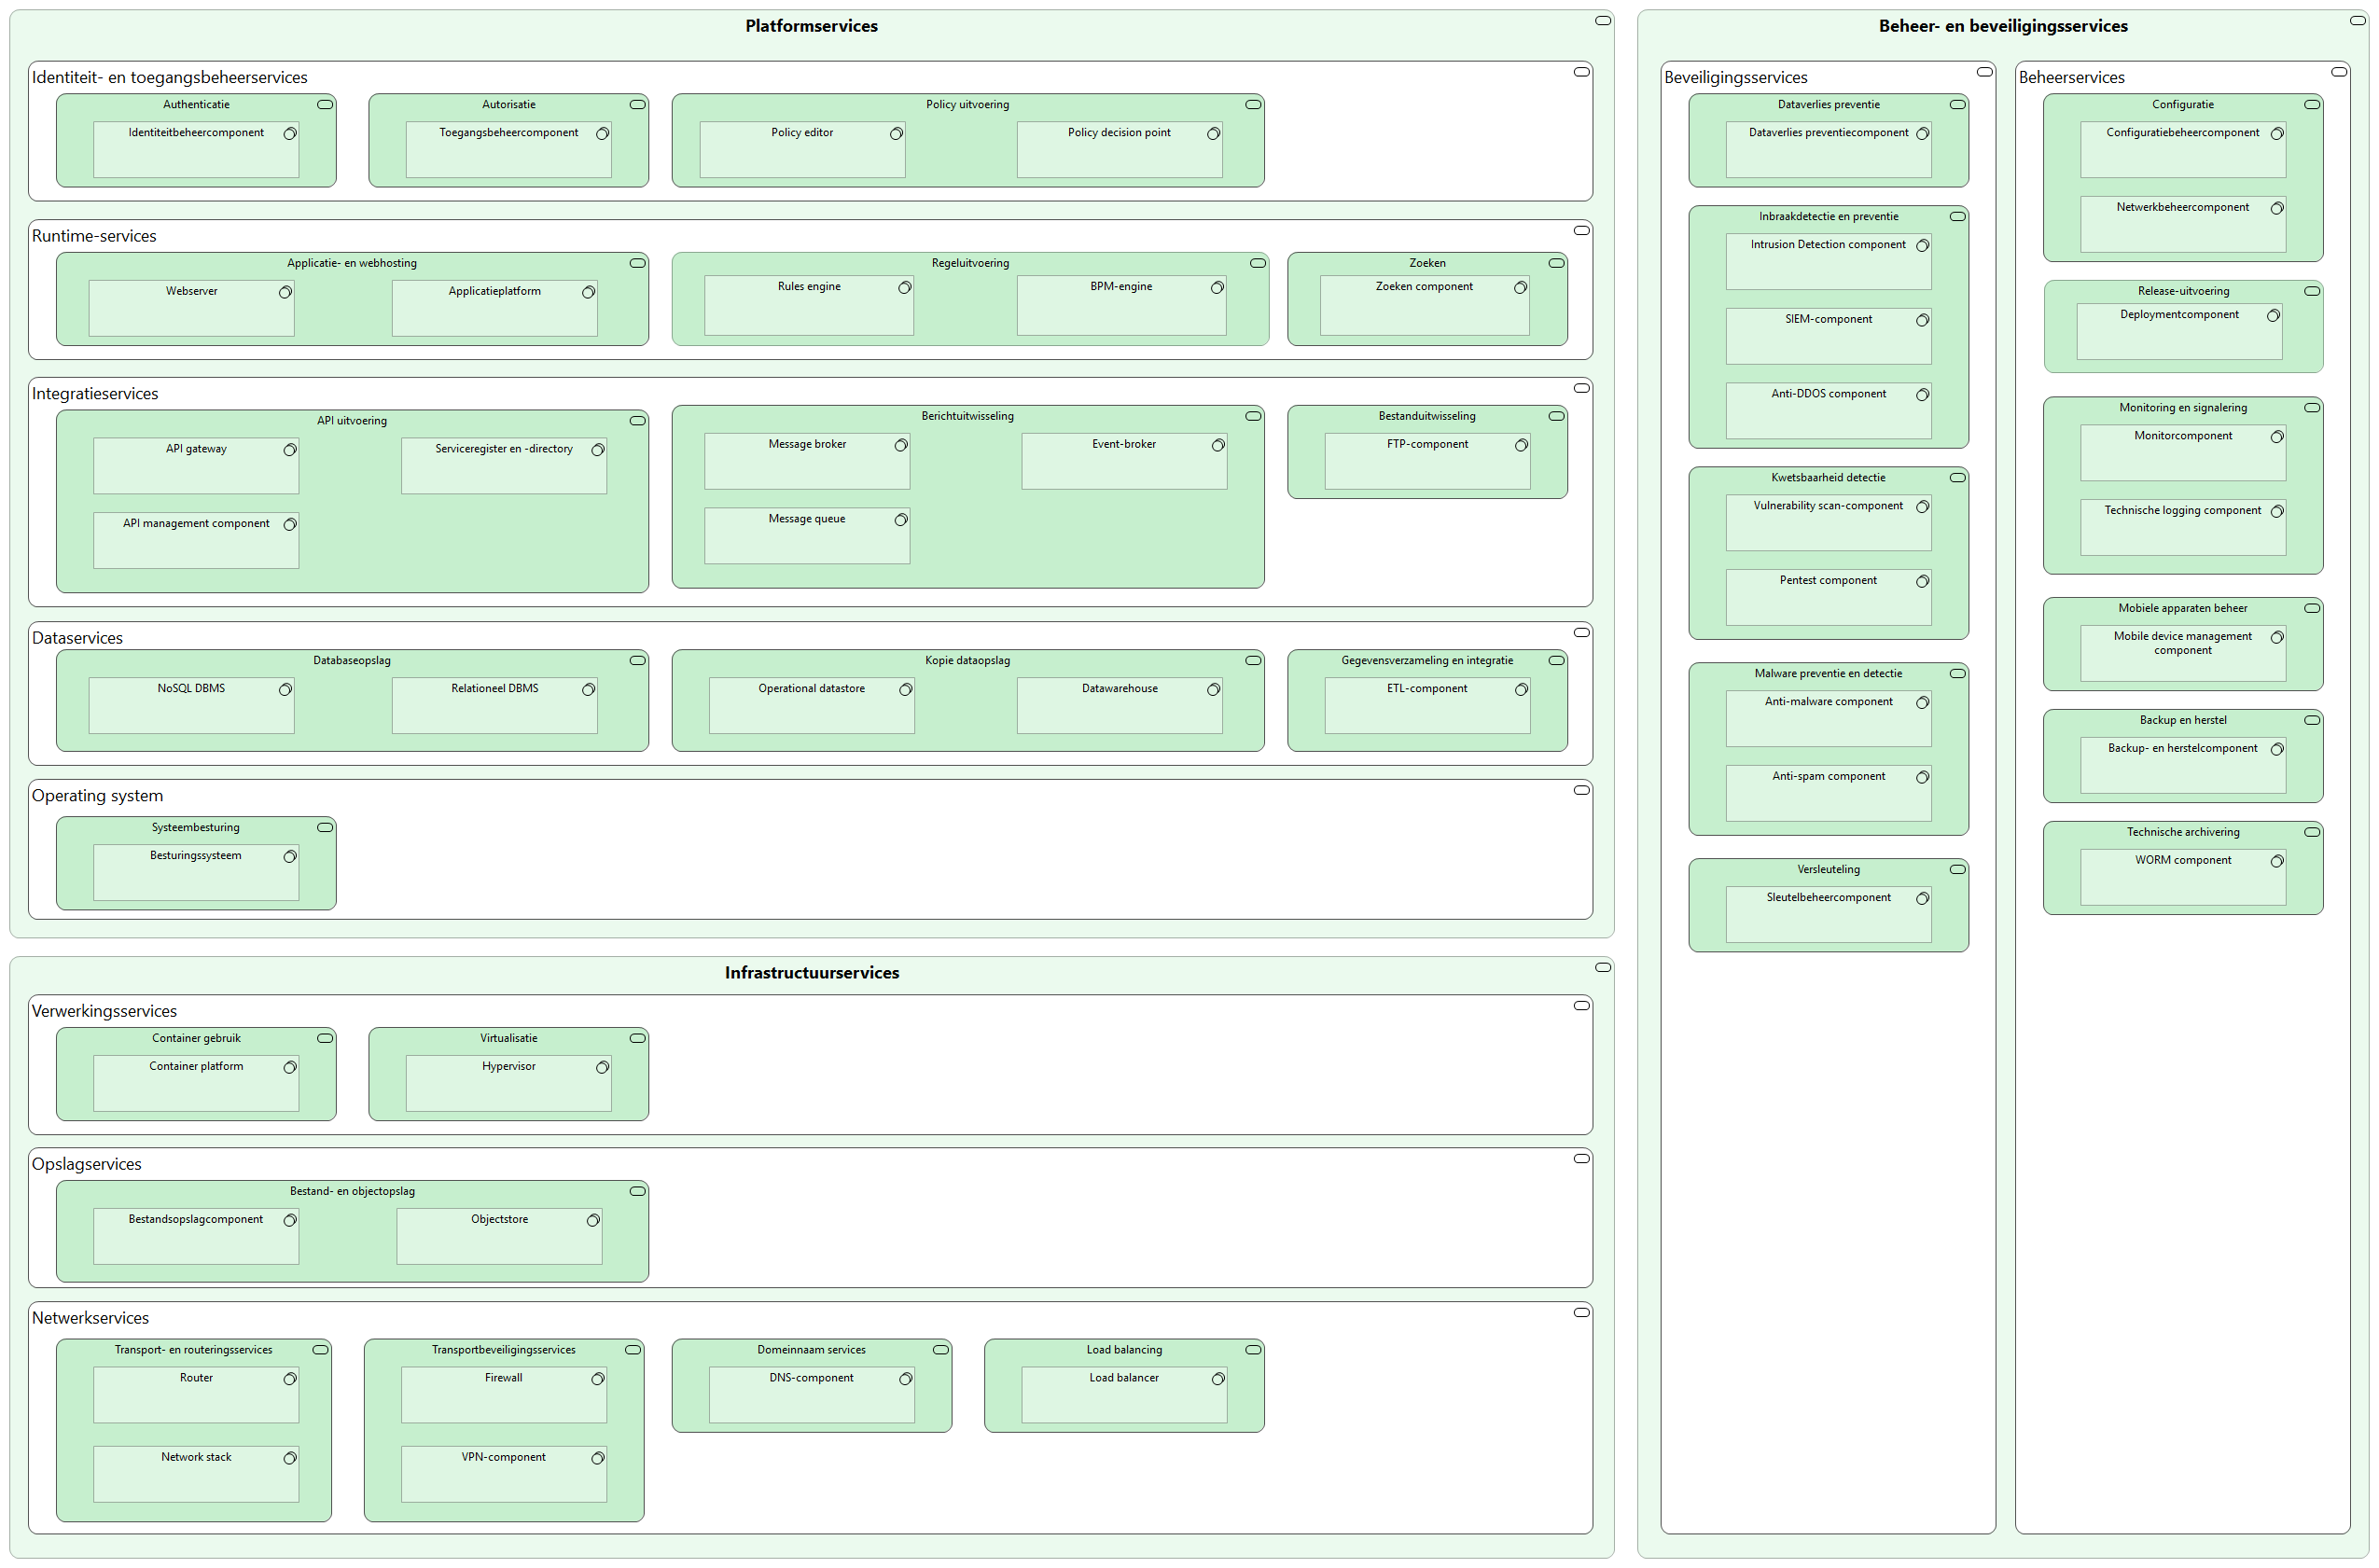 Platformservices
Identiteit- en toegangsbeheerservices
Authenticatie
Identiteitbeheercomponent
Autorisatie
Toegangsbeheercomponent
Policy uitvoering
Policy editor
Policy decision point
Runtime-services
Applicatie- en webhosting
Webserver
Applicatieplatform
Regeluitvoering
Rules engine
BPM-engine
Zoeken
Zoeken component
Integratieservices
API uitvoering
API gateway
Serviceregister en -directory
API management component
Berichtuitwisseling
Message broker
Event-broker
Message queue
Bestanduitwisseling
FTP-component
Dataservices
Databaseopslag
NoSQL DBMS
Relationeel DBMS
Kopie dataopslag
Operational datastore
Datawarehouse
Gegevensverzameling en integratie
ETL-component
Operating system
Systeembesturing
Besturingssysteem
Infrastructuurservices
Verwerkingsservices
Container gebruik
Container platform
Virtualisatie
Hypervisor
Opslagservices
Bestand- en objectopslag
Bestandsopslagcomponent
Objectstore
Netwerkservices
Transport- en routeringsservices
Router
Network stack
Transportbeveiligingsservices
Firewall
VPN-component
Domeinnaam services
DNS-component
Load balancing
Load balancer
Beheer- en beveiligingsservices
Beveiligingsservices
Dataverlies preventie
Dataverlies preventiecomponent
Inbraakdetectie en preventie
Intrusion Detection component
SIEM-component
Anti-DDOS component
Kwetsbaarheid detectie
Vulnerability scan-component
Pentest component
Malware preventie en detectie
Anti-malware component
Anti-spam component
Versleuteling
Sleutelbeheercomponent
Beheerservices
Configuratie
Configuratiebeheercomponent
Netwerkbeheercomponent
Release-uitvoering
Deploymentcomponent
Monitoring en signalering
Monitorcomponent
Technische logging component
Mobiele apparaten beheer
Mobile device management
component
Backup en herstel
Backup- en herstelcomponent
Technische archivering
WORM component